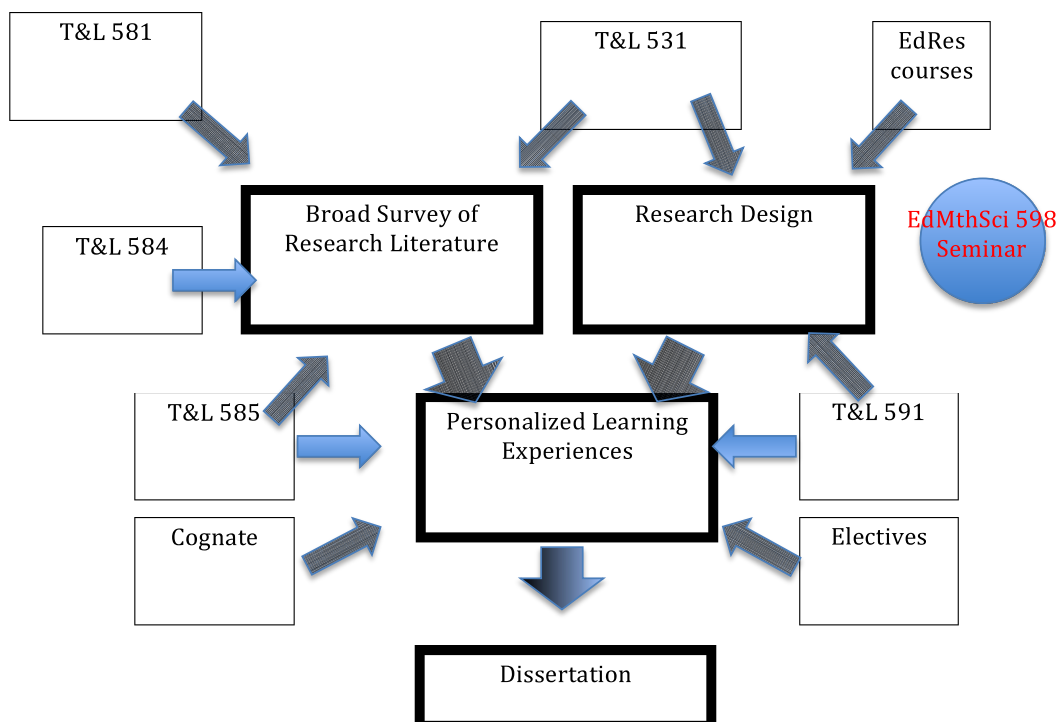 T&L 581
T&L 531
EdRes
courses
Broad Survey of
Research Literature
Research Design
EdMthSci 598
Seminar
T&L 584
T&L 585
Personalized Learning
Experiences
T&L 591
Cognate
Electives
Dissertation